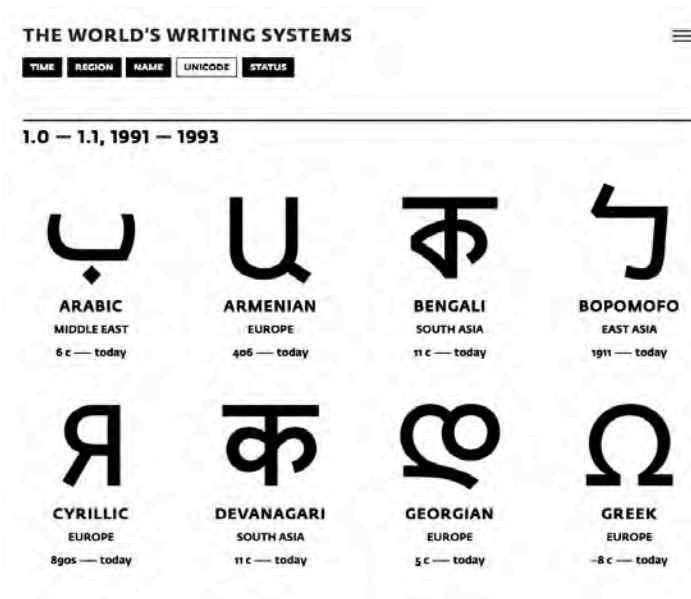 THE WORLD'S WRITING SYSTEMS
TIME REGION NAME UNICODE STATUS
1.0 — 1.1, 1991 — 1993
ب Ա ক ㄅ
ARABIC ARMENIAN BENGALI BOPOMOFO
MIDDLE EAST EUROPE SOUTH ASIA EAST ASIA
6 c — today 406 — today 11 c — today 1911 — today
Я क დ Ω
CYRILLIC DEVANAGARI GEORGIAN GREEK
EUROPE SOUTH ASIA EUROPE EUROPE
890s — today 11 c — today 5 c — today -8 c — today